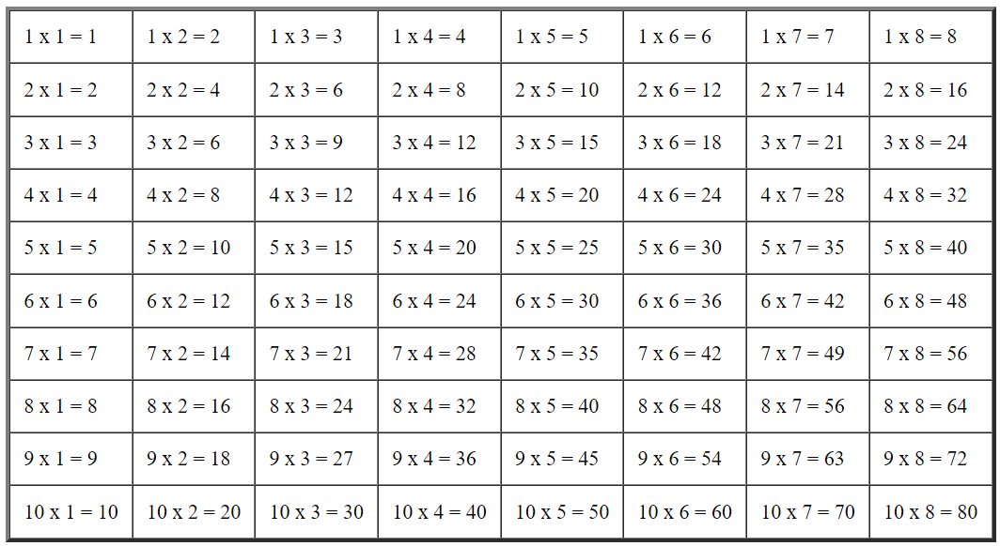 1 x 1 = 1 1 x 2 = 2 1 x 3 = 3 1 x 4 = 4 1 x 5 = 5 1 x 6 = 6 1 x 7 = 7 1 x 8 = 8
2 x 1 = 2 2 x 2 = 4 2 x 3 = 6 2 x 4 = 8 2 x 5 = 10 2 x 6 = 12 2 x 7 = 14 2 x 8 = 16
3 x 1 = 3 3 x 2 = 6 3 x 3 = 9 3 x 4 = 12 3 x 5 = 15 3 x 6 = 18 3 x 7 = 21 3 x 8 = 24
4 x 1 = 4 4 x 2 = 8 4 x 3 = 12 4 x 4 = 16 4 x 5 = 20 4 x 6 = 24 4 x 7 = 28 4 x 8 = 32
5 x 1 = 5 5 x 2 = 10 5 x 3 = 15 5 x 4 = 20 5 x 5 = 25 5 x 6 = 30 5 x 7 = 35 5 x 8 = 40
6 x 1 = 6 6 x 2 = 12 6 x 3 = 18 6 x 4 = 24 6 x 5 = 30 6 x 6 = 36 6 x 7 = 42 6 x 8 = 48
7 x 1 = 7 7 x 2 = 14 7 x 3 = 21 7 x 4 = 28 7 x 5 = 35 7 x 6 = 42 7 x 7 = 49 7 x 8 = 56
8 x 1 = 8 8 x 2 = 16 8 x 3 = 24 8 x 4 = 32 8 x 5 = 40 8 x 6 = 48 8 x 7 = 56 8 x 8 = 64
9 x 1 = 9 9 x 2 = 18 9 x 3 = 27 9 x 4 = 36 9 x 5 = 45 9 x 6 = 54 9 x 7 = 63 9 x 8 = 72
10 x 1 = 10 10 x 2 = 20 10 x 3 = 30 10 x 4 = 40 10 x 5 = 50 10 x 6 = 60 10 x 7 = 70 10 x 8 = 80